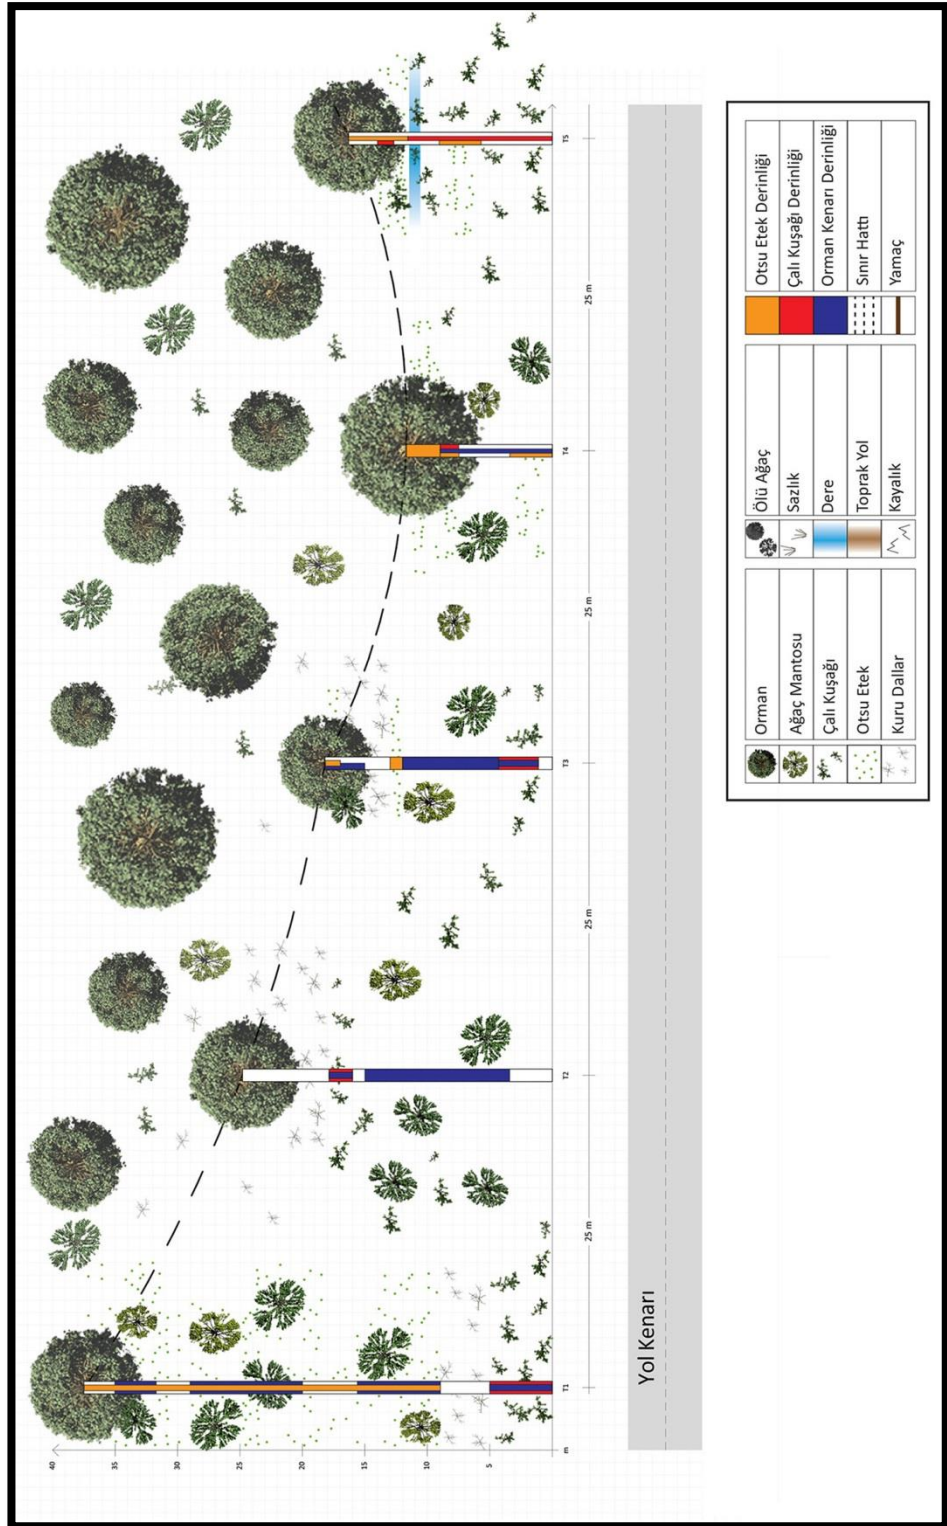 40
35
30
25
20
15
10
5
m
T1
T2
T3
T4
T5
25 m
25 m
25 m
25 m
Yol Kenarı
Orman
Ağaç Mantosu
Çalı Kuşağı
Otsu Etek
Kuru Dallar
Ölü Ağaç
Sazlık
Dere
Toprak Yol
Kayalık
Otsu Etek Derinliği
Çalı Kuşağı Derinliği
Orman Kenarı Derinliği
Sınır Hattı
Yamaç